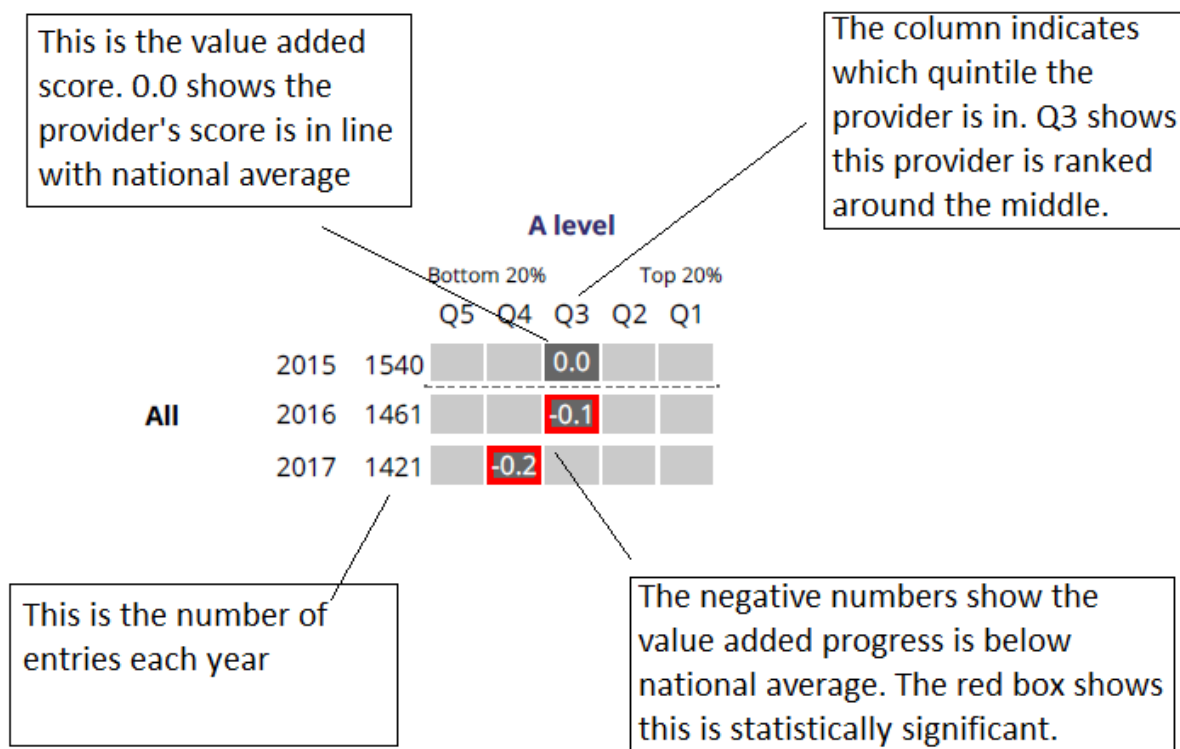 This is the value added
score. 0.0 shows the
provider's score is in line
with national average
The column indicates
which quintile the
provider is in. Q3 shows
this provider is ranked
around the middle.
A level
Bottom 20% Top 20%
Q5 Q4 Q3 Q2 Q1
2015 1540 0.0
All 2016 1461 -0.1
2017 1421 -0.2
This is the number of
entries each year
The negative numbers show the
value added progress is below
national average. The red box shows
this is statistically significant.